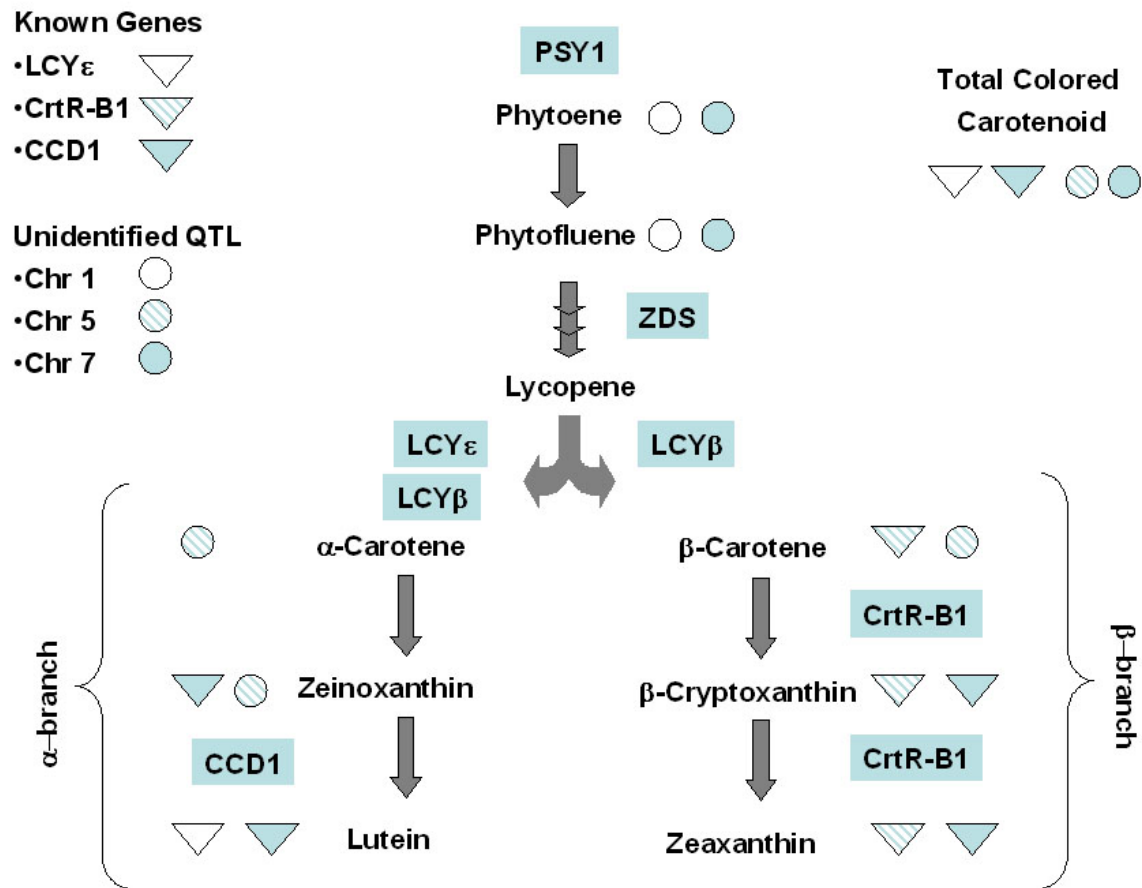 Known Genes
•LCYε
•CrtR-B1
•CCD1
Unidentified QTL
•Chr 1
•Chr 5
•Chr 7
PSY1
Phytoene
Phytofluene
ZDS
Lycopene
LCYε
LCYβ
LCYβ
Total Colored
Carotenoid
α-branch
α-Carotene
Zeinoxanthin
CCD1
Lutein
β-Carotene
CrtR-B1
β-Cryptoxanthin
CrtR-B1
Zeaxanthin
β-branch